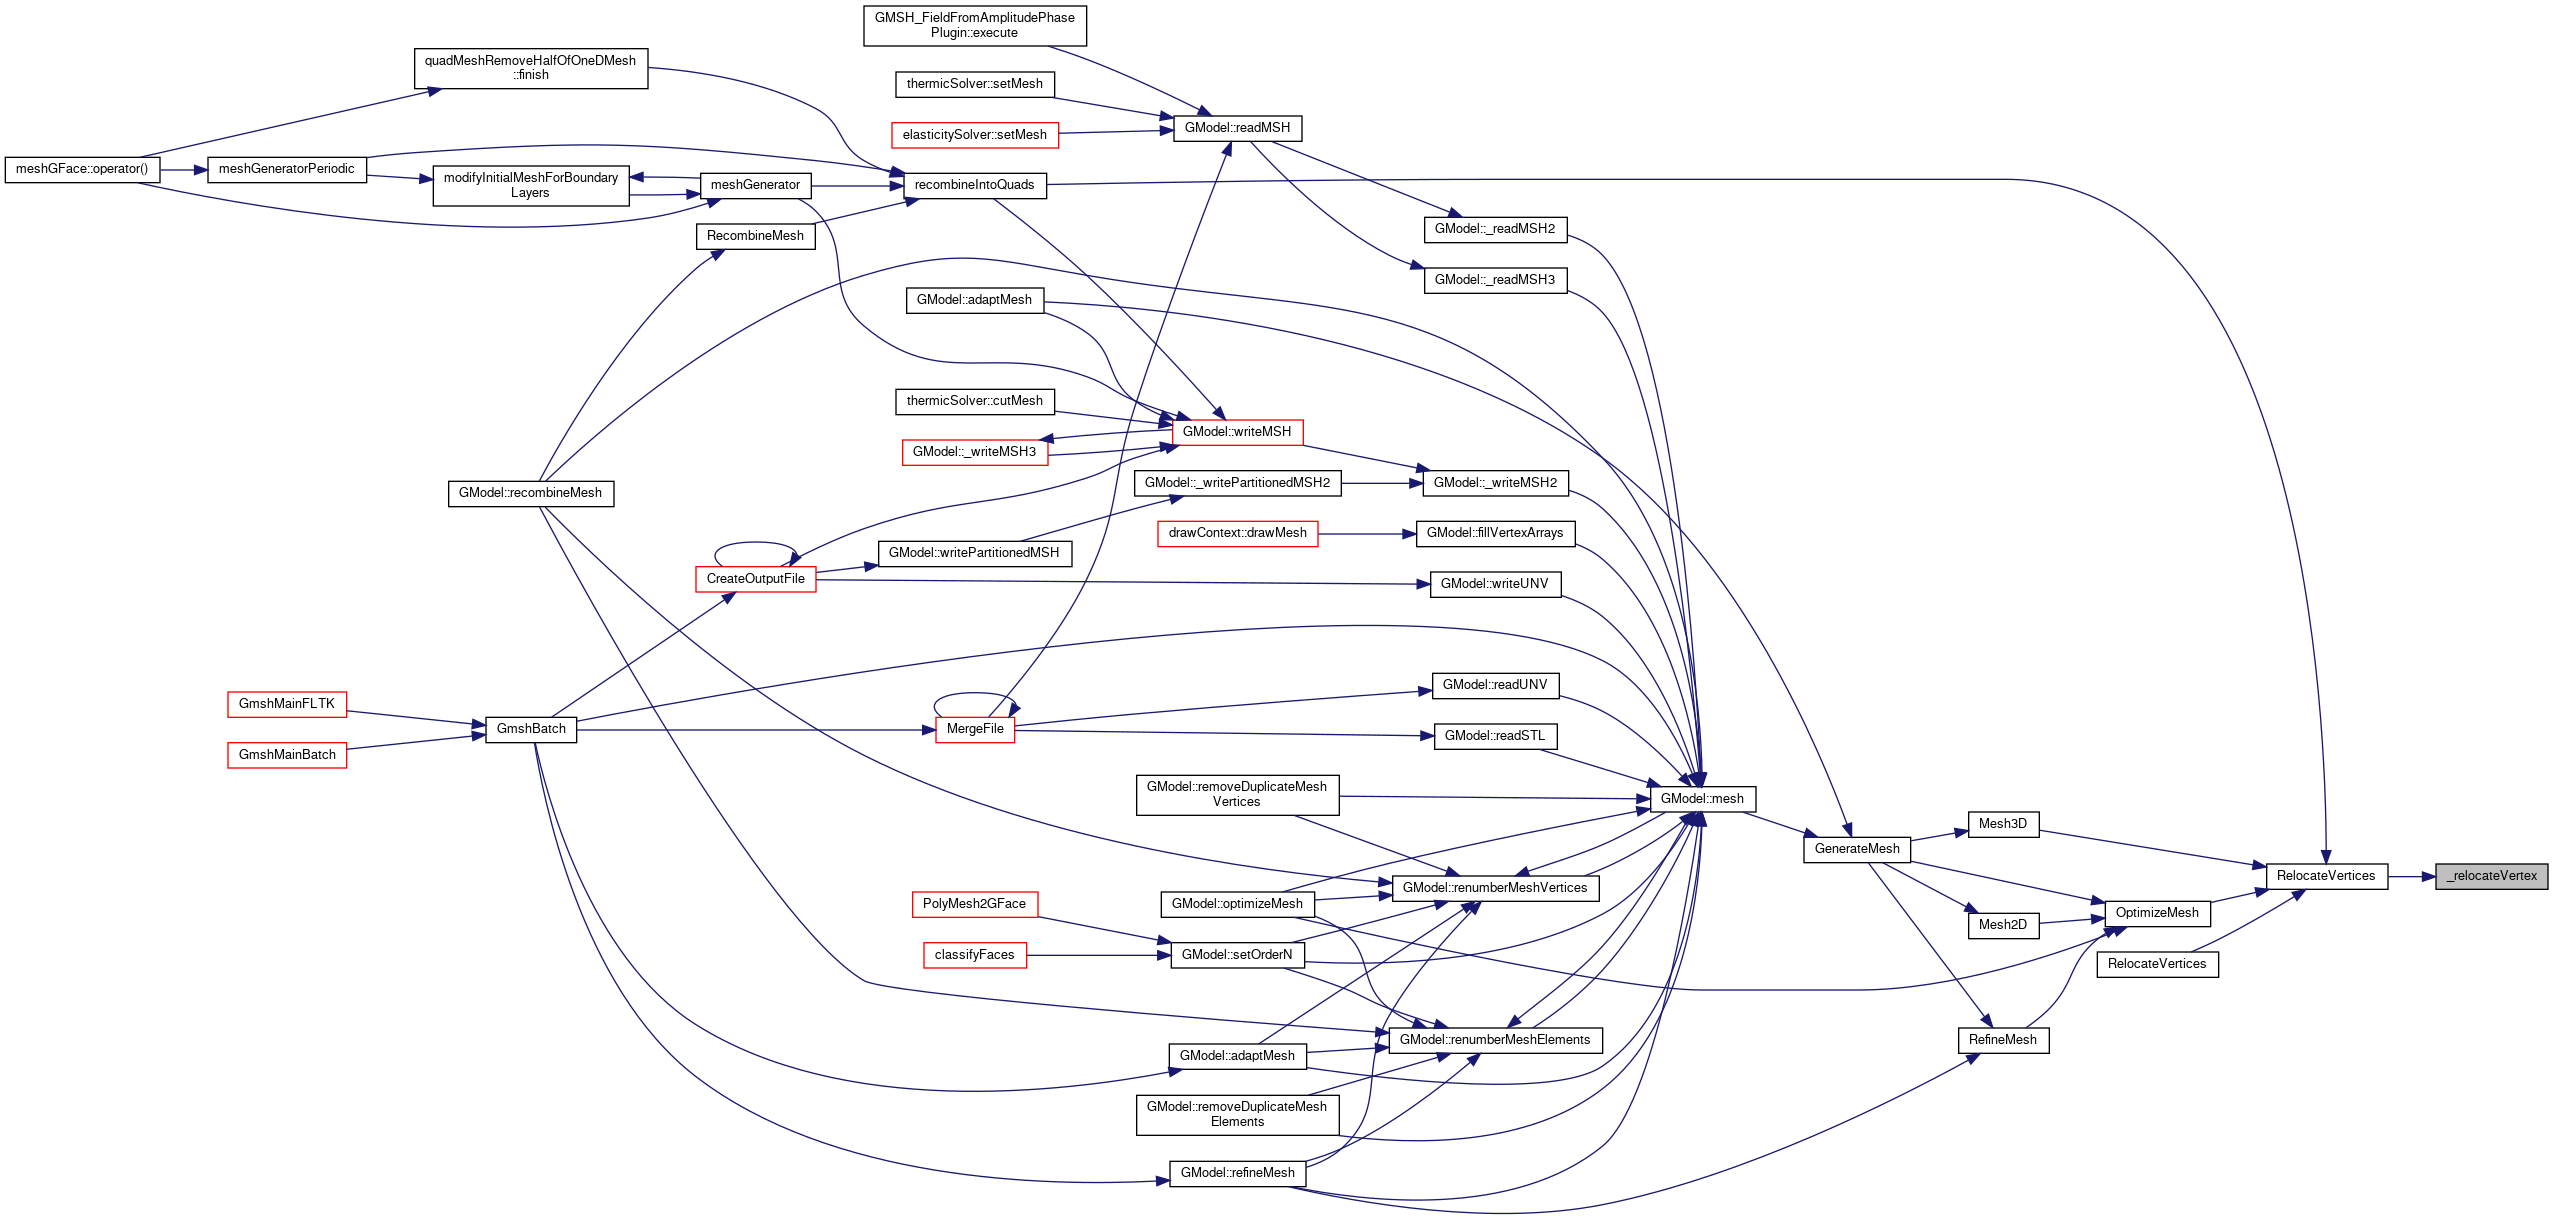 GMSH_FieldFromAmplitudePhase
Plugin::execute
quadMeshRemoveHalfOfOneDMesh
::finish
thermicSolver::setMesh
elasticitySolver::setMesh
GModel::readMSH
meshGFace::operator()
meshGeneratorPeriodic
modifyInitialMeshForBoundary
Layers
meshGenerator
recombineIntoQuads
RecombineMesh
GModel::_readMSH2
GModel::_readMSH3
GModel::adaptMesh
thermicSolver::cutMesh
GModel::writeMSH
GModel::_writeMSH3
GModel::_writePartitionedMSH2
GModel::_writeMSH2
GModel::recombineMesh
drawContext::drawMesh
GModel::fillVertexArrays
GModel::writePartitionedMSH
CreateOutputFile
GModel::writeUNV
GModel::readUNV
GmshMainFLTK
GmshBatch
MergeFile
GModel::readSTL
GmshMainBatch
GModel::removeDuplicateMesh
Vertices
GModel::mesh
Mesh3D
GenerateMesh
RelocateVertices
_relocateVertex
GModel::renumberMeshVertices
PolyMesh2GFace
GModel::optimizeMesh
OptimizeMesh
Mesh2D
classifyFaces
GModel::setOrderN
RelocateVertices
GModel::renumberMeshElements
RefineMesh
GModel::adaptMesh
GModel::removeDuplicateMesh
Elements
GModel::refineMesh